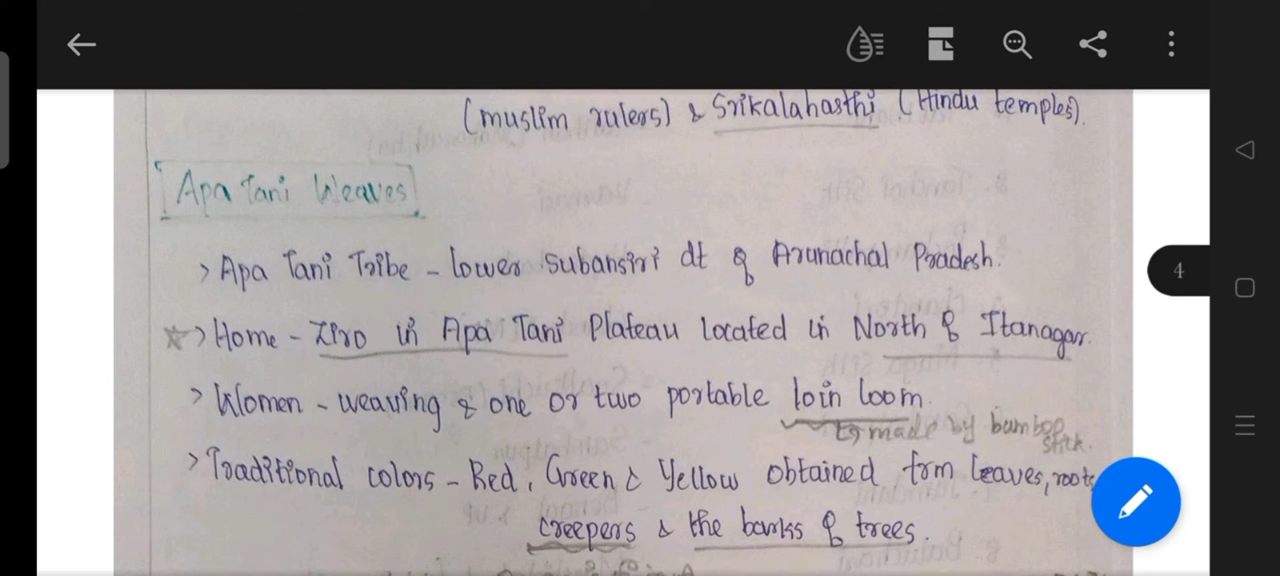 (muslim rulers) & Srikalahasthi (Hindu temples).
Apa Tani Weaves
> Apa Tani Tribe - lower subansiri dt of Arunachal Pradesh.
☆> Home - Ziro in Apa Tani Plateau located in North of Itanagar.
4
> Women - weaving & one or two portable loin loom.
↳ made by bamboo
stick.
> Traditional colors - Red, Green & Yellow obtained form leaves, roots
creepers & the barks of trees.